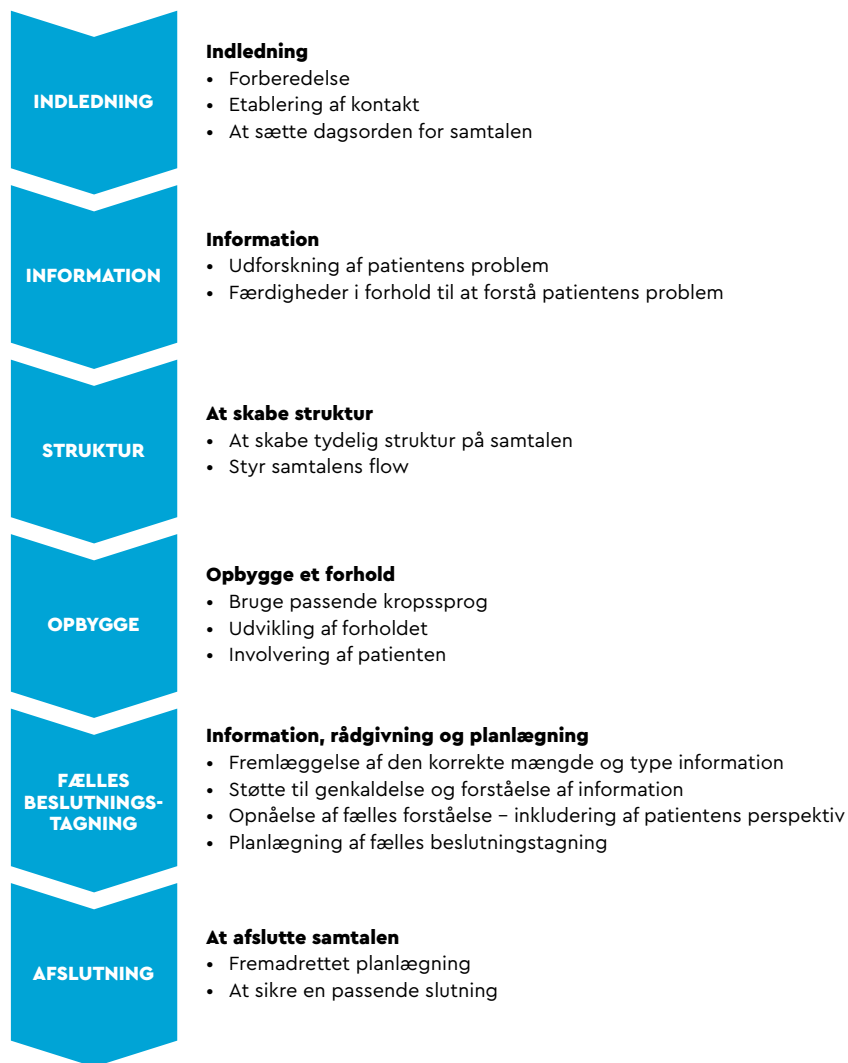 INDLEDNING
Indledning
• Forberedelse
• Etablering af kontakt
• At sætte dagsorden for samtalen
INFORMATION
Information
• Udforskning af patientens problem
• Færdigheder i forhold til at forstå patientens problem
STRUKTUR
At skabe struktur
• At skabe tydelig struktur på samtalen
• Styr samtalens flow
OPBYGGE
Opbygge et forhold
• Bruge passende kropssprog
• Udvikling af forholdet
• Involvering af patienten
FÆLLES
BESLUTNINGS-
TAGNING
Information, rådgivning og planlægning
• Fremlæggelse af den korrekte mængde og type information
• Støtte til genkaldelse og forståelse af information
• Opnåelse af fælles forståelse – inkludering af patientens perspektiv
• Planlægning af fælles beslutningstagning
AFSLUTNING
At afslutte samtalen
• Fremadrettet planlægning
• At sikre en passende slutning